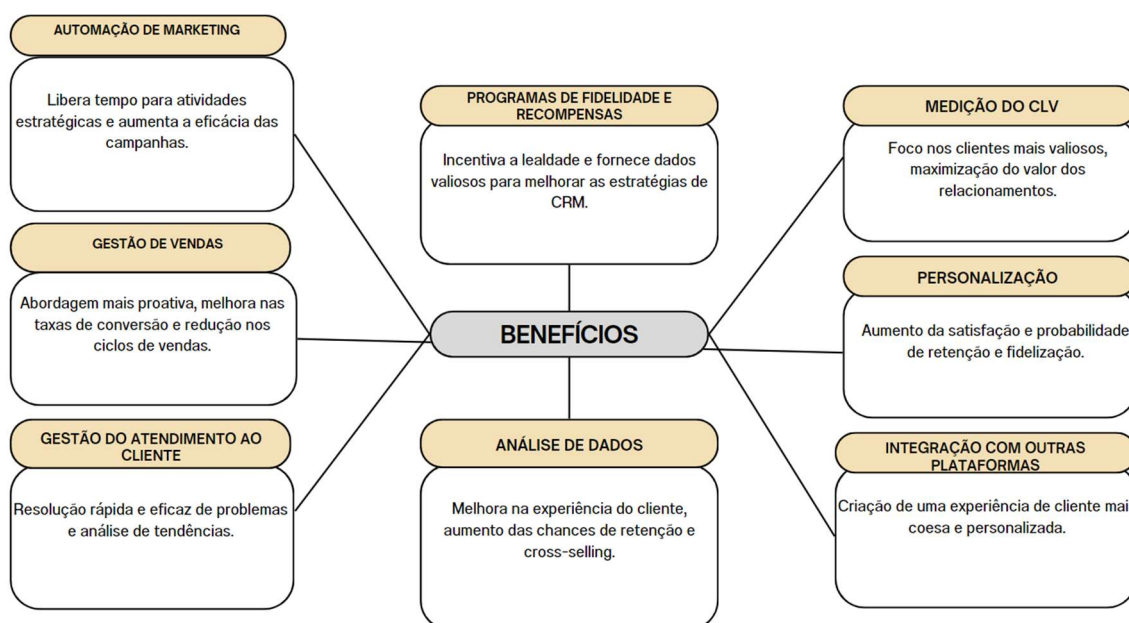 AUTOMAÇÃO DE MARKETING
Libera tempo para atividades
estratégicas e aumenta a eficácia das
campanhas.
GESTÃO DE VENDAS
Abordagem mais proativa, melhora nas
taxas de conversão e redução nos
ciclos de vendas.
GESTÃO DO ATENDIMENTO AO
CLIENTE
Resolução rápida e eficaz de problemas
e análise de tendências.
PROGRAMAS DE FIDELIDADE E
RECOMPENSAS
Incentiva a lealdade e fornece dados
valiosos para melhorar as estratégias de
CRM.
BENEFÍCIOS
ANÁLISE DE DADOS
Melhora na experiência do cliente,
aumento das chances de retenção e
cross-selling.
MEDIÇÃO DO CLV
Foco nos clientes mais valiosos,
maximização do valor dos
relacionamentos.
PERSONALIZAÇÃO
Aumento da satisfação e probabilidade
de retenção e fidelização.
INTEGRAÇÃO COM OUTRAS
PLATAFORMAS
Criação de uma experiência de cliente mai
coesa e personalizada.